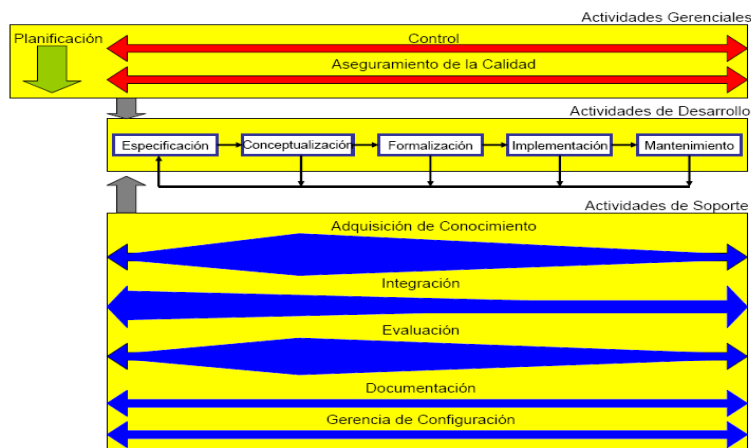 Actividades Gerenciales
Planificación
Control
Aseguramiento de la Calidad
Actividades de Desarrollo
Especificación
Conceptualización
Formalización
Implementación
Mantenimiento
Actividades de Soporte
Adquisición de Conocimiento
Integración
Evaluación
Documentación
Gerencia de Configuración